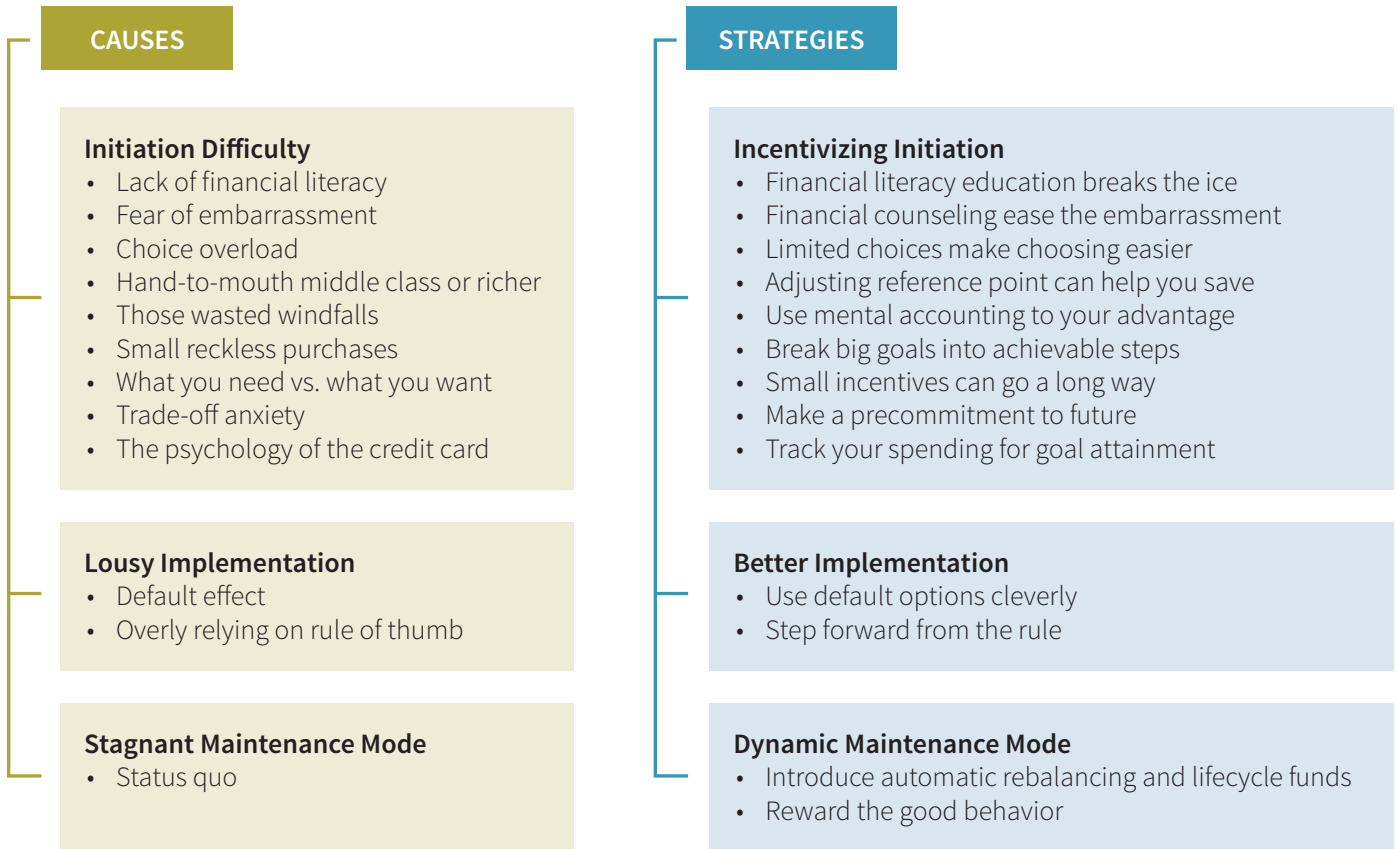 CAUSES
Initiation Difficulty
• Lack of financial literacy
• Fear of embarrassment
• Choice overload
• Hand-to-mouth middle class or richer
• Those wasted windfalls
• Small reckless purchases
• What you need vs. what you want
• Trade-off anxiety
• The psychology of the credit card
Lousy Implementation
• Default effect
• Overly relying on rule of thumb
Stagnant Maintenance Mode
• Status quo
STRATEGIES
Incentivizing Initiation
• Financial literacy education breaks the ice
• Financial counseling ease the embarrassment
• Limited choices make choosing easier
• Adjusting reference point can help you save
• Use mental accounting to your advantage
• Break big goals into achievable steps
• Small incentives can go a long way
• Make a precommitment to future
• Track your spending for goal attainment
Better Implementation
• Use default options cleverly
• Step forward from the rule
Dynamic Maintenance Mode
• Introduce automatic rebalancing and lifecycle funds
• Reward the good behavior